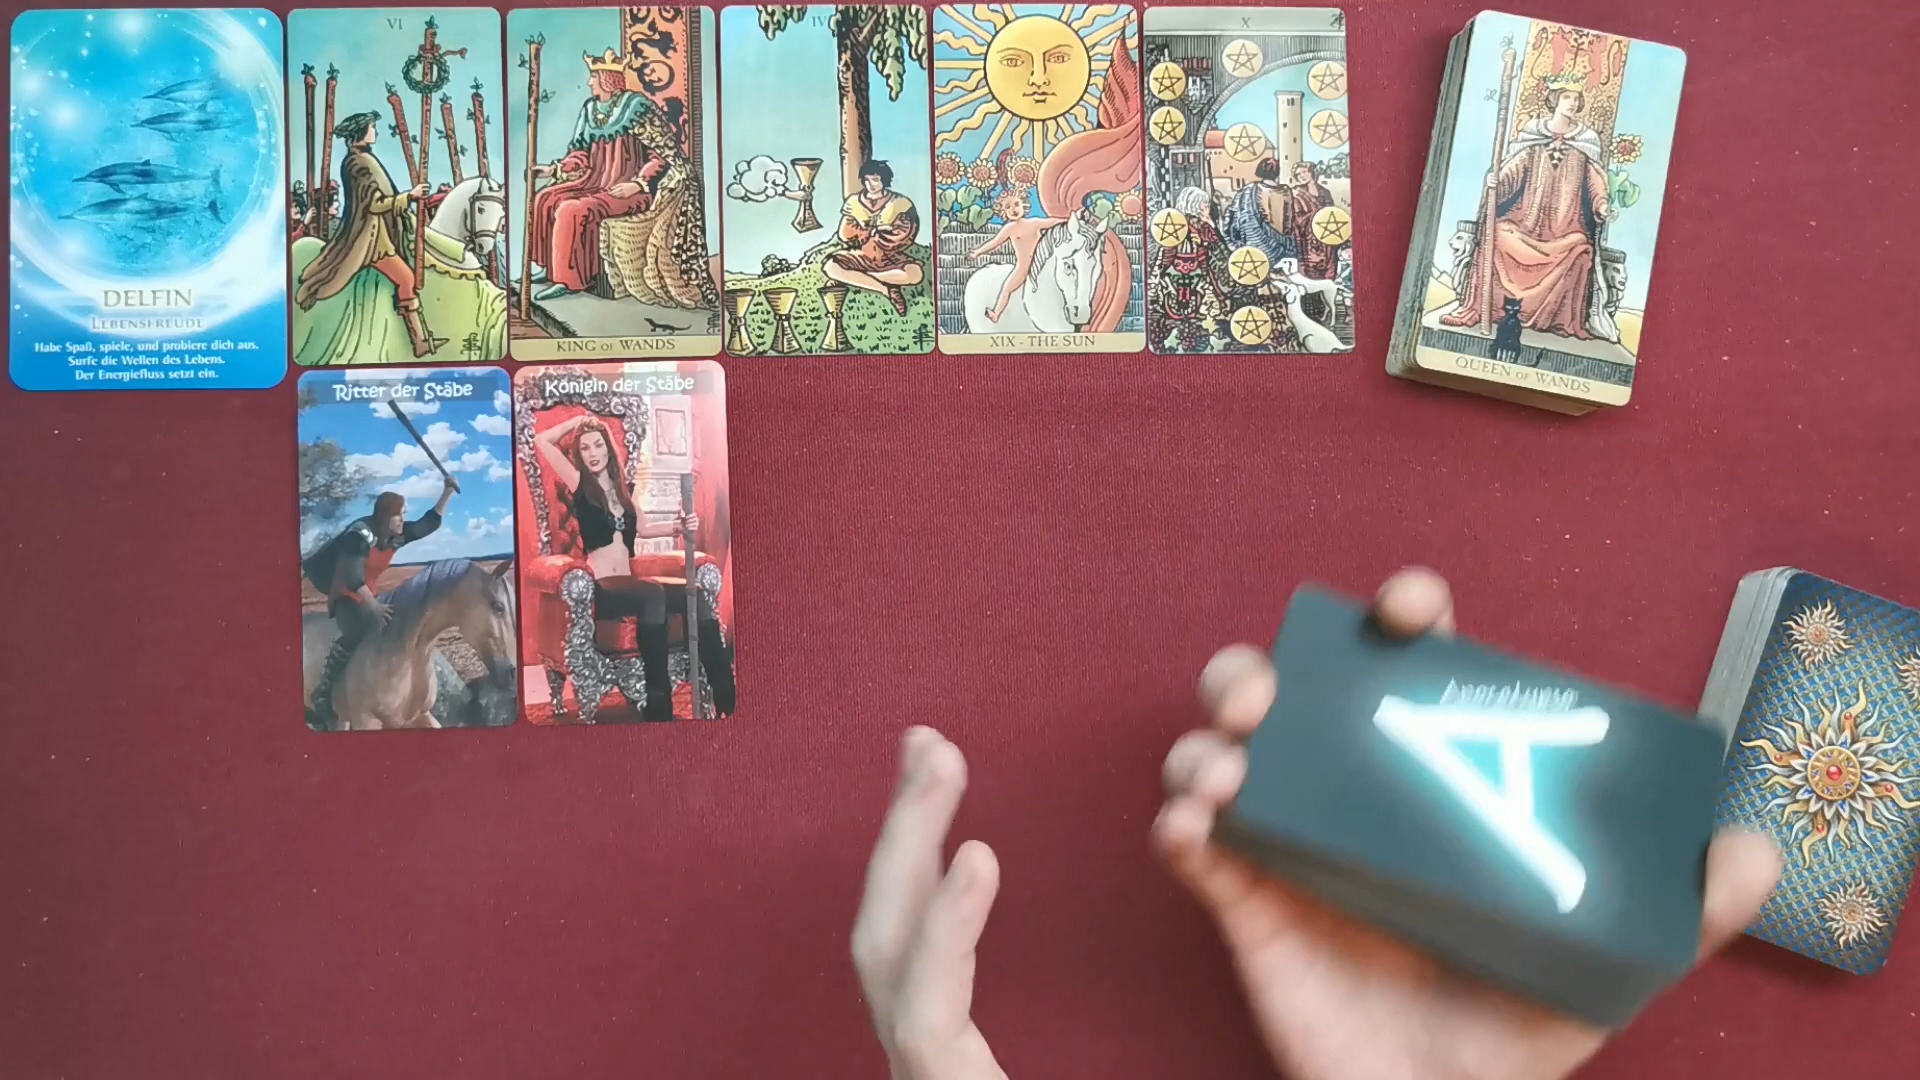 DELFIN
LEBENSFREUDE
Habe Spaß, spiele, und probiere dich aus.
Surfe die Wellen des Lebens.
Der Energiefluss setzt ein.
VI
KING OF WANDS
IV
XIX - THE SUN
X
QUEEN OF WANDS
Ritter der Stäbe
Königin der Stäbe
A